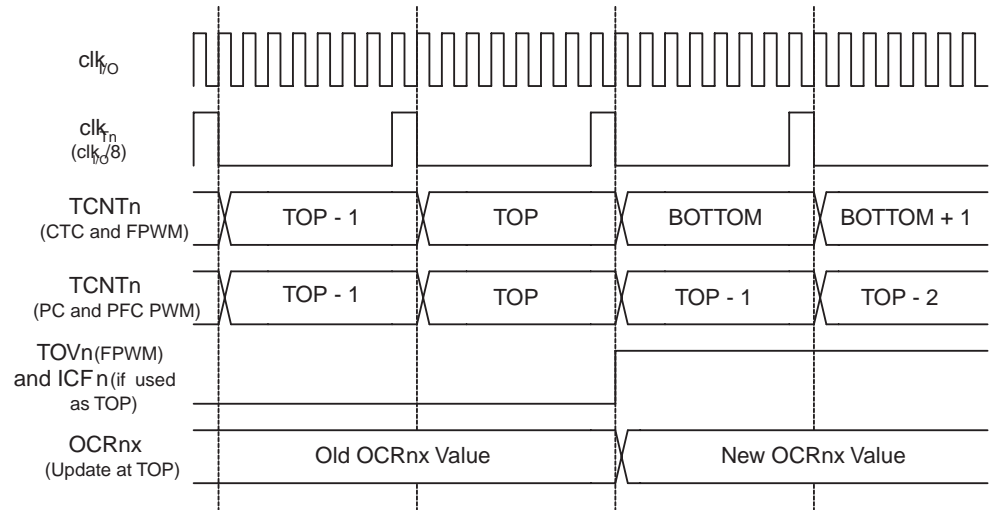 clkI/O
clkTn
(clkI/O/8)
TCNTn
(CTC and FPWM)
TOP - 1 TOP BOTTOM BOTTOM + 1
TCNTn
(PC and PFC PWM)
TOP - 1 TOP TOP - 1 TOP - 2
TOVn (FPWM)
and ICFn (if used
as TOP)
OCRnx
(Update at TOP)
Old OCRnx Value New OCRnx Value